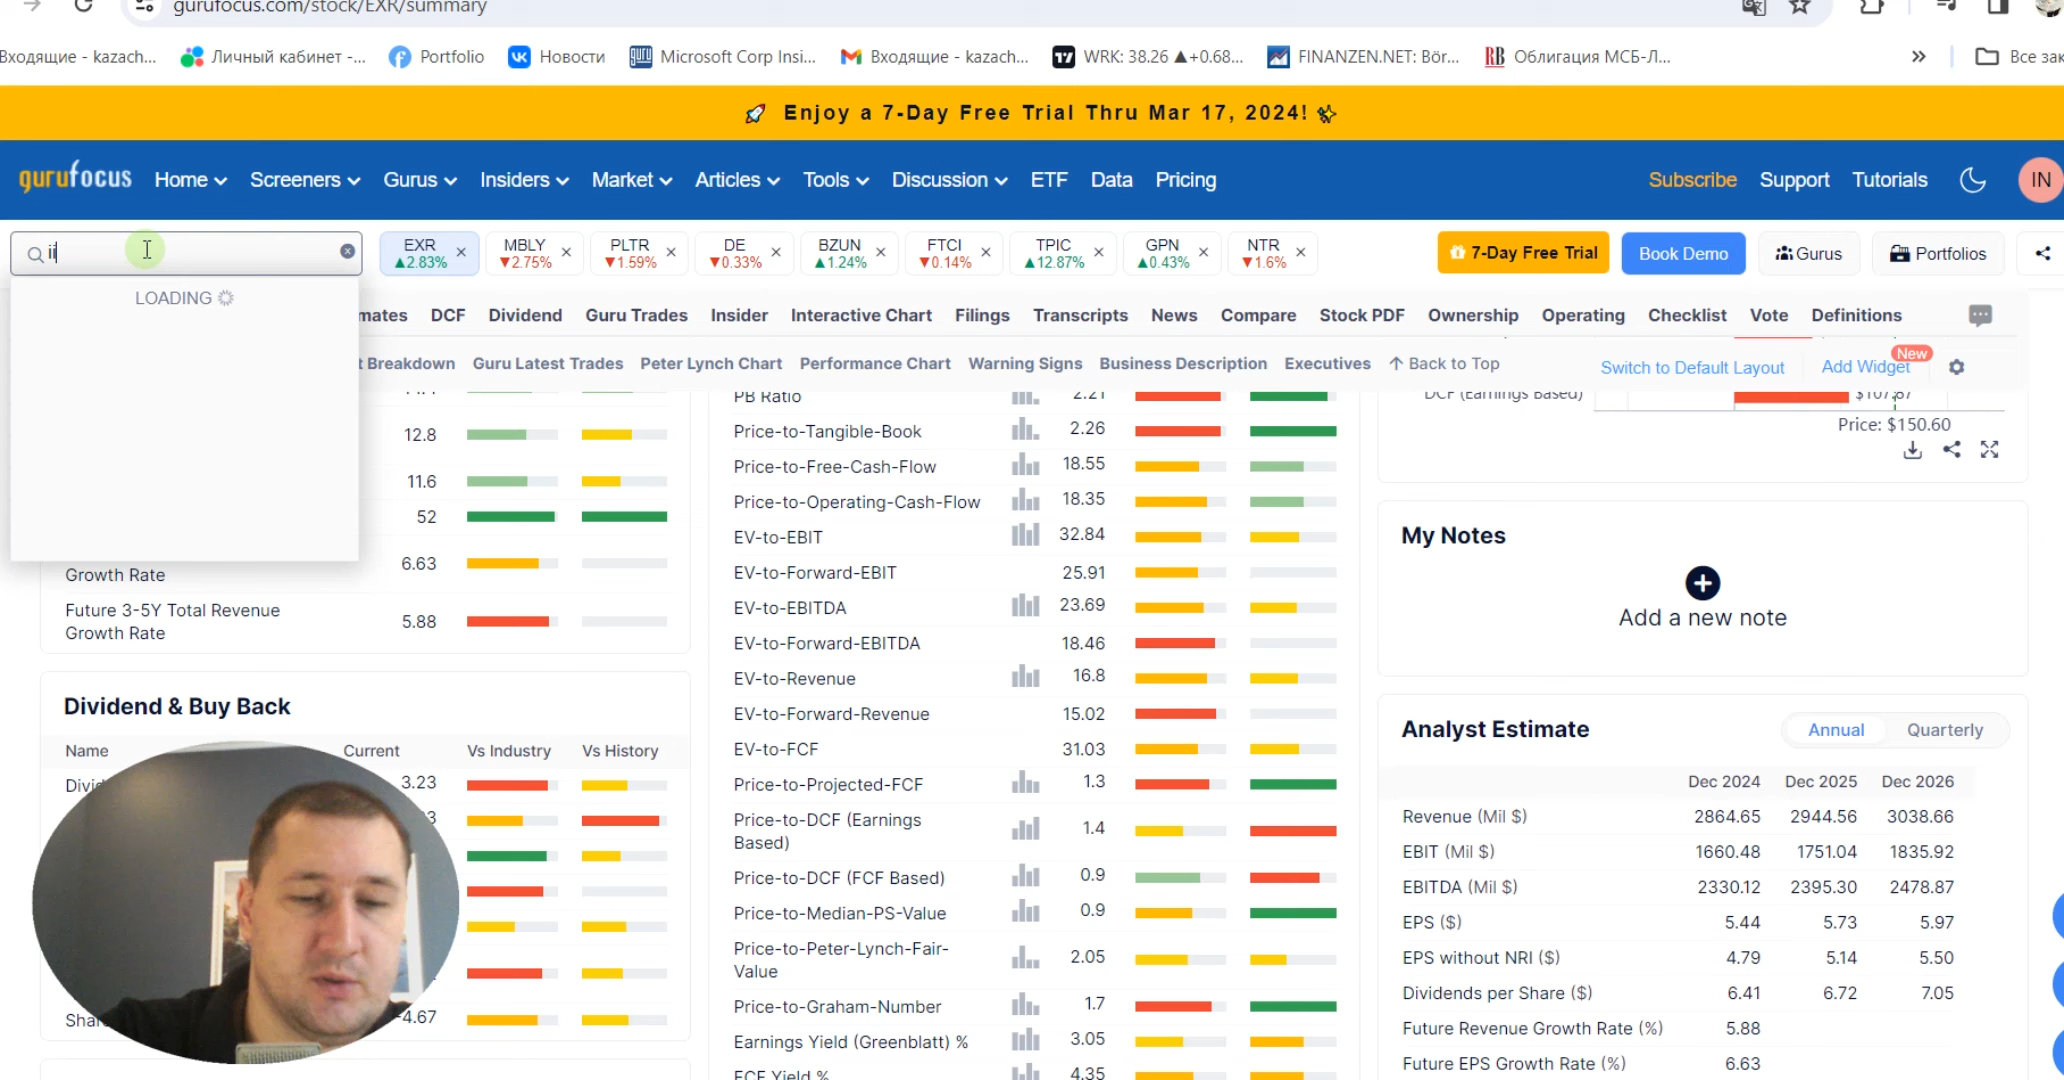 gurufocus.com/stock/EXR/summary
Входящие - kazach...
Личный кабинет -...
Portfolio
Новости
Microsoft Corp Insi...
Входящие - kazach...
WRK: 38.26 ▲+0.68...
FINANZEN.NET: Bör...
Облигация МСБ-Л...
»
Все зак
Enjoy a 7-Day Free Trial Thru Mar 17, 2024!
gurufocus
Home
Screeners
Gurus
Insiders
Market
Articles
Tools
Discussion
ETF
Data
Pricing
Subscribe
Support
Tutorials
IN
ii
EXR
▲2.83%
MBLY
▼2.75%
PLTR
▼1.59%
DE
▼0.33%
BZUN
▲1.24%
FTCI
▼0.14%
TPIC
▲12.87%
GPN
▲0.43%
NTR
▼1.6%
7-Day Free Trial
Book Demo
Gurus
Portfolios
LOADING
mates
DCF
Dividend
Guru Trades
Insider
Interactive Chart
Filings
Transcripts
News
Compare
Stock PDF
Ownership
Operating
Checklist
Vote
Definitions
t Breakdown
Guru Latest Trades
Peter Lynch Chart
Performance Chart
Warning Signs
Business Description
Executives
Back to Top
Switch to Default Layout
Add Widget
New
12.8
11.6
52
6.63
Growth Rate
Future 3-5Y Total Revenue
Growth Rate
5.88
Dividend & Buy Back
Name Current Vs Industry Vs History
Divid 3.23
3
Shar -4.67
PB Ratio 2.21
Price-to-Tangible-Book 2.26
Price-to-Free-Cash-Flow 18.55
Price-to-Operating-Cash-Flow 18.35
EV-to-EBIT 32.84
EV-to-Forward-EBIT 25.91
EV-to-EBITDA 23.69
EV-to-Forward-EBITDA 18.46
EV-to-Revenue 16.8
EV-to-Forward-Revenue 15.02
EV-to-FCF 31.03
Price-to-Projected-FCF 1.3
Price-to-DCF (Earnings
Based) 1.4
Price-to-DCF (FCF Based) 0.9
Price-to-Median-PS-Value 0.9
Price-to-Peter-Lynch-Fair-
Value 2.05
Price-to-Graham-Number 1.7
Earnings Yield (Greenblatt) % 3.05
FCF Yield % 4.35
DCF (Earnings Based) $107.87
Price: $150.60
My Notes
Add a new note
Analyst Estimate
Annual Quarterly
Dec 2024 Dec 2025 Dec 2026
Revenue (Mil $) 2864.65 2944.56 3038.66
EBIT (Mil $) 1660.48 1751.04 1835.92
EBITDA (Mil $) 2330.12 2395.30 2478.87
EPS ($) 5.44 5.73 5.97
EPS without NRI ($) 4.79 5.14 5.50
Dividends per Share ($) 6.41 6.72 7.05
Future Revenue Growth Rate (%) 5.88
Future EPS Growth Rate (%) 6.63